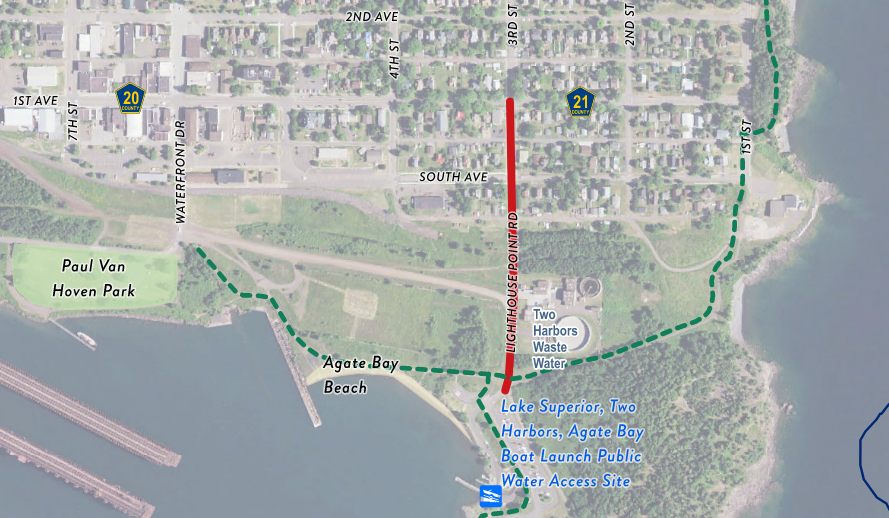 2ND AVE
3RD ST
2ND ST
4TH ST
1ST AVE
7TH ST
20
COUNTY
21
COUNTY
WATERFRONT DR
1ST ST
SOUTH AVE
LIGHTHOUSE POINT RD
Paul Van
Hoven Park
Two
Harbors
Waste
Water
Agate Bay
Beach
Lake Superior, Two
Harbors, Agate Bay
Boat Launch Public
Water Access Site